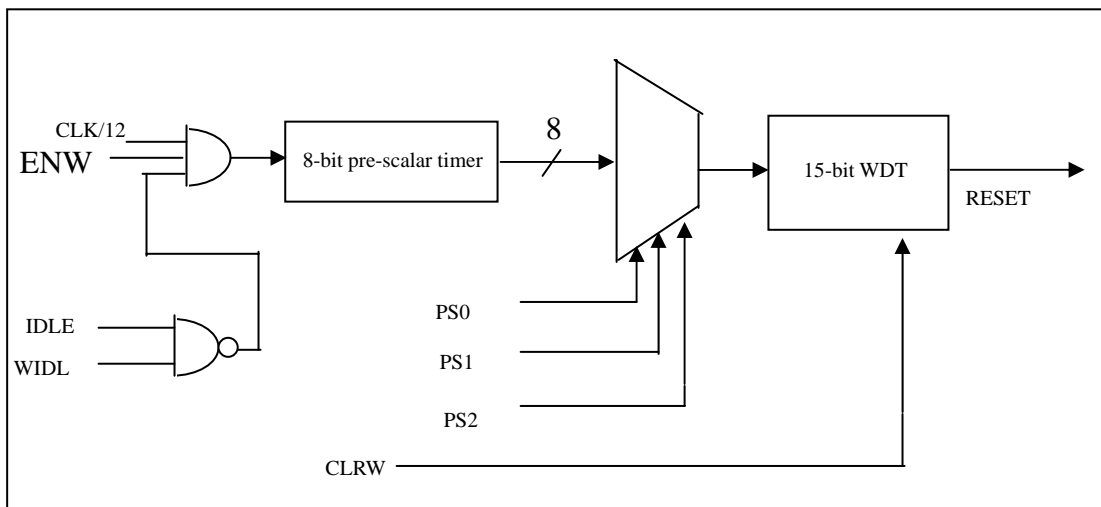 CLK/12
ENW
8-bit pre-scalar timer
8
15-bit WDT
RESET
IDLE
WIDL
PS0
PS1
PS2
CLRW